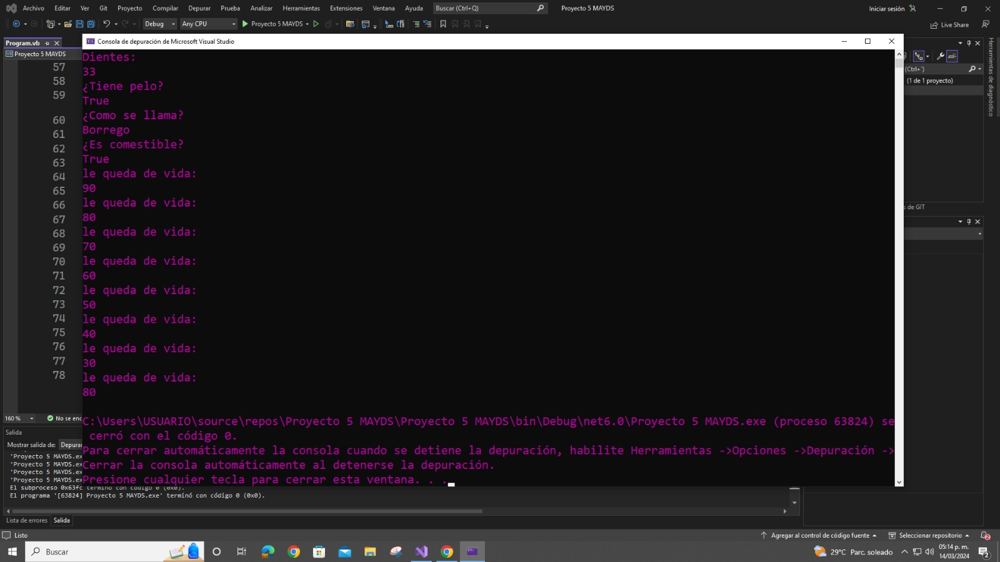 Archivo Editar Ver Git Proyecto Compilar Depurar Prueba Analizar Herramientas Extensiones Ventana Ayuda Buscar (Ctrl+Q) Proyecto 5 MAYDS Iniciar sesión
Debug Any CPU Proyecto 5 MAYDS Live Share
Program.vb
Proyecto 5 MAYDS
Consola de depuración de Microsoft Visual Studio
57
58
59
60
61
62
63
64
65
66
67
68
69
70
71
72
73
74
75
76
77
78
Dientes:
33
¿Tiene pelo?
True
¿Como se llama?
Borrego
¿Es comestible?
True
le queda de vida:
90
le queda de vida:
80
le queda de vida:
70
le queda de vida:
60
le queda de vida:
50
le queda de vida:
40
le queda de vida:
30
le queda de vida:
80
C:\Users\USUARIO\source\repos\Proyecto 5 MAYDS\Proyecto 5 MAYDS\bin\Debug\net6.0\Proyecto 5 MAYDS.exe (proceso 63824) se
cerró con el código 0.
Para cerrar automáticamente la consola cuando se detiene la depuración, habilite Herramientas ->Opciones ->Depuración ->
Cerrar la consola automáticamente al detenerse la depuración.
Presione cualquier tecla para cerrar esta ventana. . .
(Ctrl+´)
(1 de 1 proyecto)
s de GIT
Herramientas de diagnóstico
160 % No se enc
Salida
Mostrar salida de: Depurar
'Proyecto 5 MAYDS.ex
'Proyecto 5 MAYDS.ex
'Proyecto 5 MAYDS.ex
'Proyecto 5 MAYDS.ex
El subproceso 0x63fc terminó con código 0 (0x0).
El programa '[63824] Proyecto 5 MAYDS.exe' terminó con código 0 (0x0).
Lista de errores Salida
Listo Agregar al control de código fuente Seleccionar repositorio 2
Buscar 29°C Parc. soleado 05:14 p. m.
14/03/2024 2